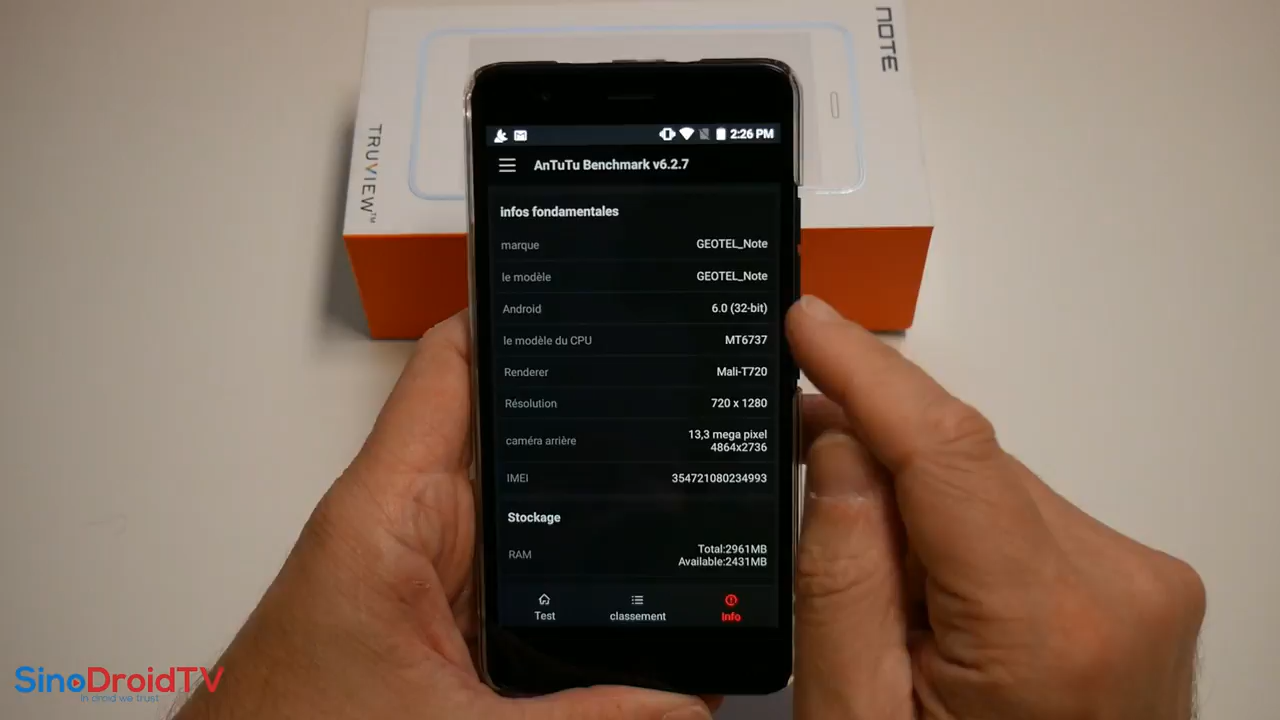 NOTE
TRUVIEW™
2:26 PM
AnTuTu Benchmark v6.2.7
infos fondamentales
marque GEOTEL_Note
le modèle GEOTEL_Note
Android 6.0 (32-bit)
le modèle du CPU MT6737
Renderer Mali-T720
Résolution 720 x 1280
caméra arrière 13,3 mega pixel
4864x2736
IMEI 354721080234993
Stockage
RAM Total:2961MB
Available:2431MB
Test classement Info
SinoDroidTV
in droid we trust